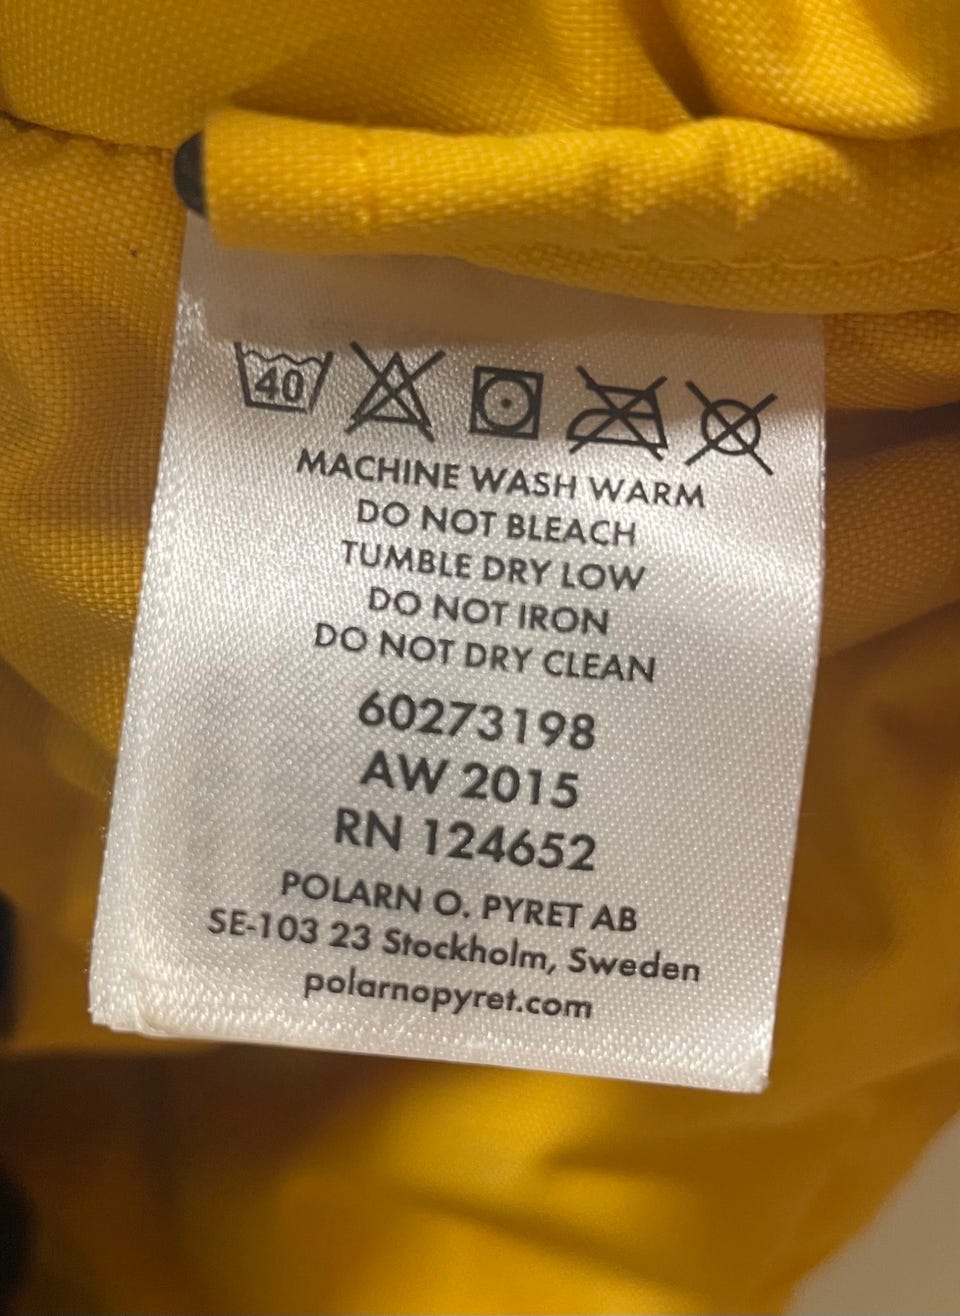 40
MACHINE WASH WARM
DO NOT BLEACH
TUMBLE DRY LOW
DO NOT IRON
DO NOT DRY CLEAN
60273198
AW 2015
RN 124652
POLARN O. PYRET AB
SE-103 23 Stockholm, Sweden
polarnopyret.com